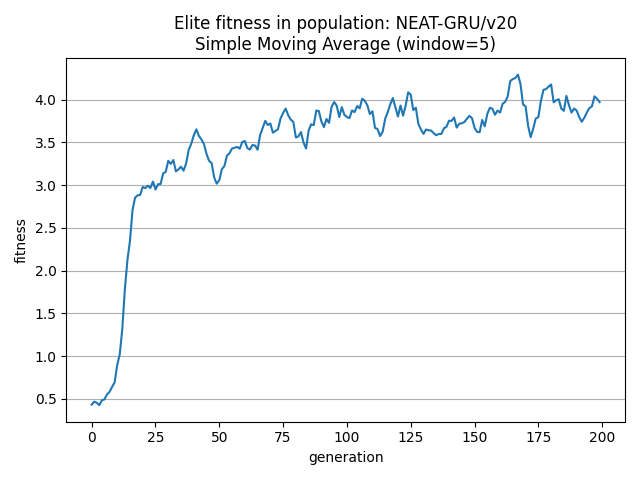 Elite fitness in population: NEAT-GRU/v20
Simple Moving Average (window=5)
fitness
4.0
3.5
3.0
2.5
2.0
1.5
1.0
0.5
0 25 50 75 100 125 150 175 200
generation